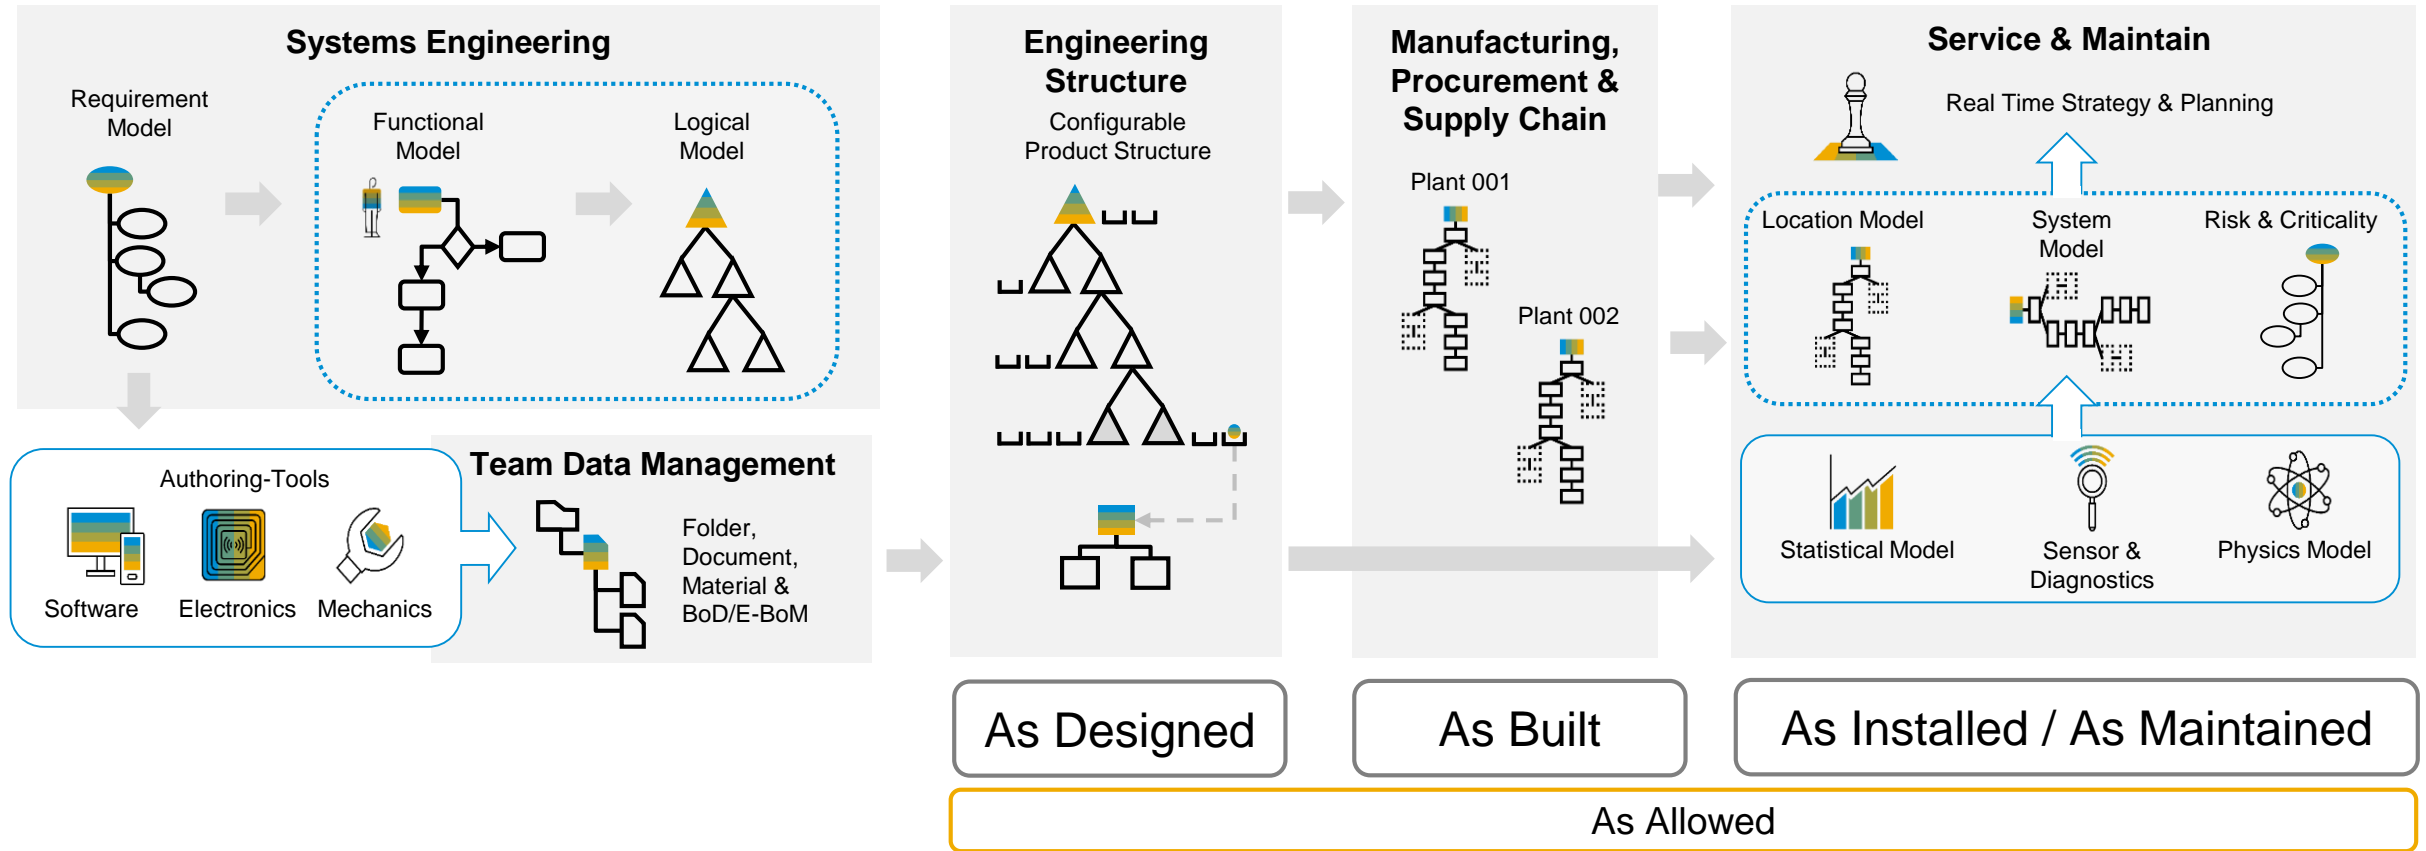 Systems Engineering
Requirement
Model
Functional
Model
Logical
Model
Authoring-Tools
Software
Electronics
Mechanics
Team Data Management
Folder,
Document,
Material &
BoD/E-BoM
Engineering
Structure
Configurable
Product Structure
Manufacturing,
Procurement &
Supply Chain
Plant 001
Plant 002
Service & Maintain
Real Time Strategy & Planning
Location Model
System
Model
Risk & Criticality
Statistical Model
Sensor &
Diagnostics
Physics Model
As Designed
As Built
As Installed / As Maintained
As Allowed